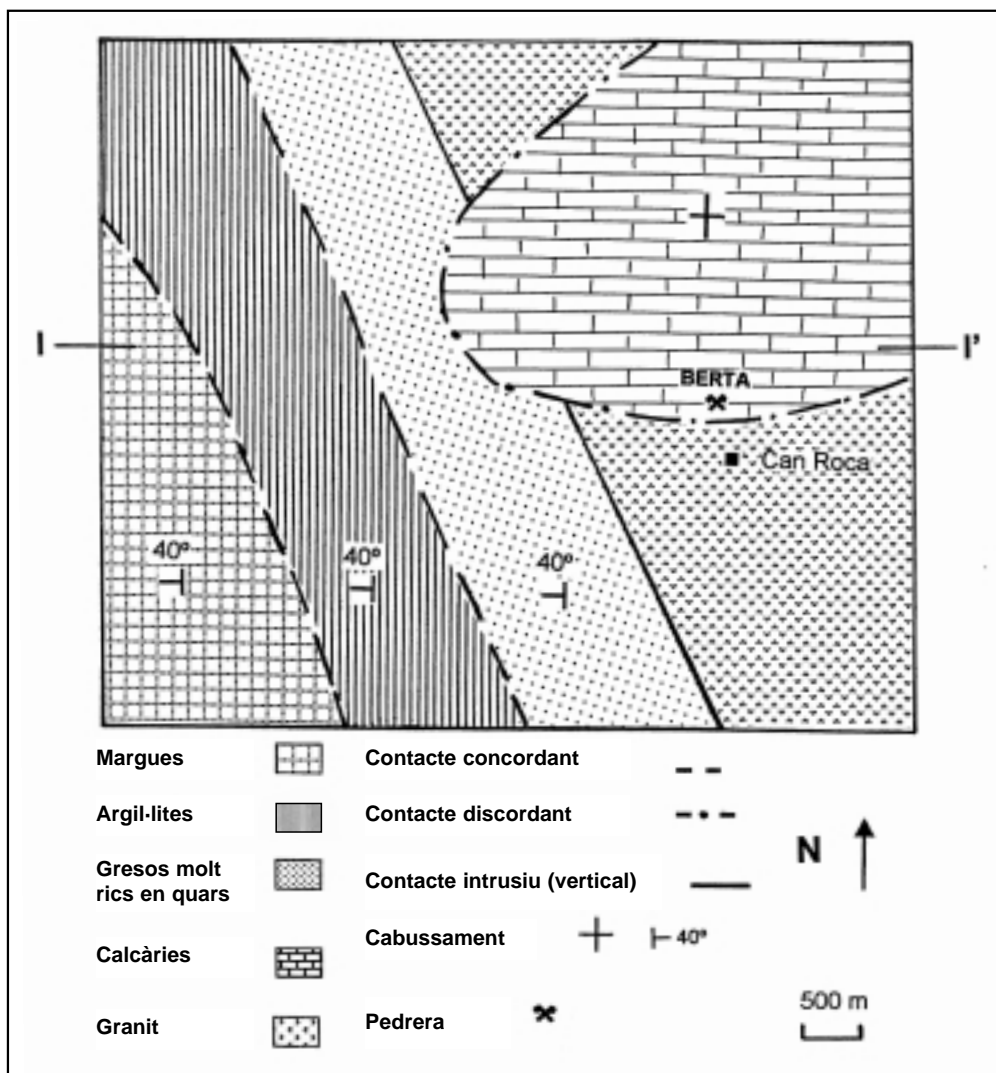 I
I'
BERTA
Can Roca
40º
40º
40º
Margues
Contacte concordant
Argil·lites
Contacte discordant
N
Gresos molt
rics en quars
Contacte intrusiu (vertical)
Calcàries
Cabussament
40º
500 m
Granit
Pedrera